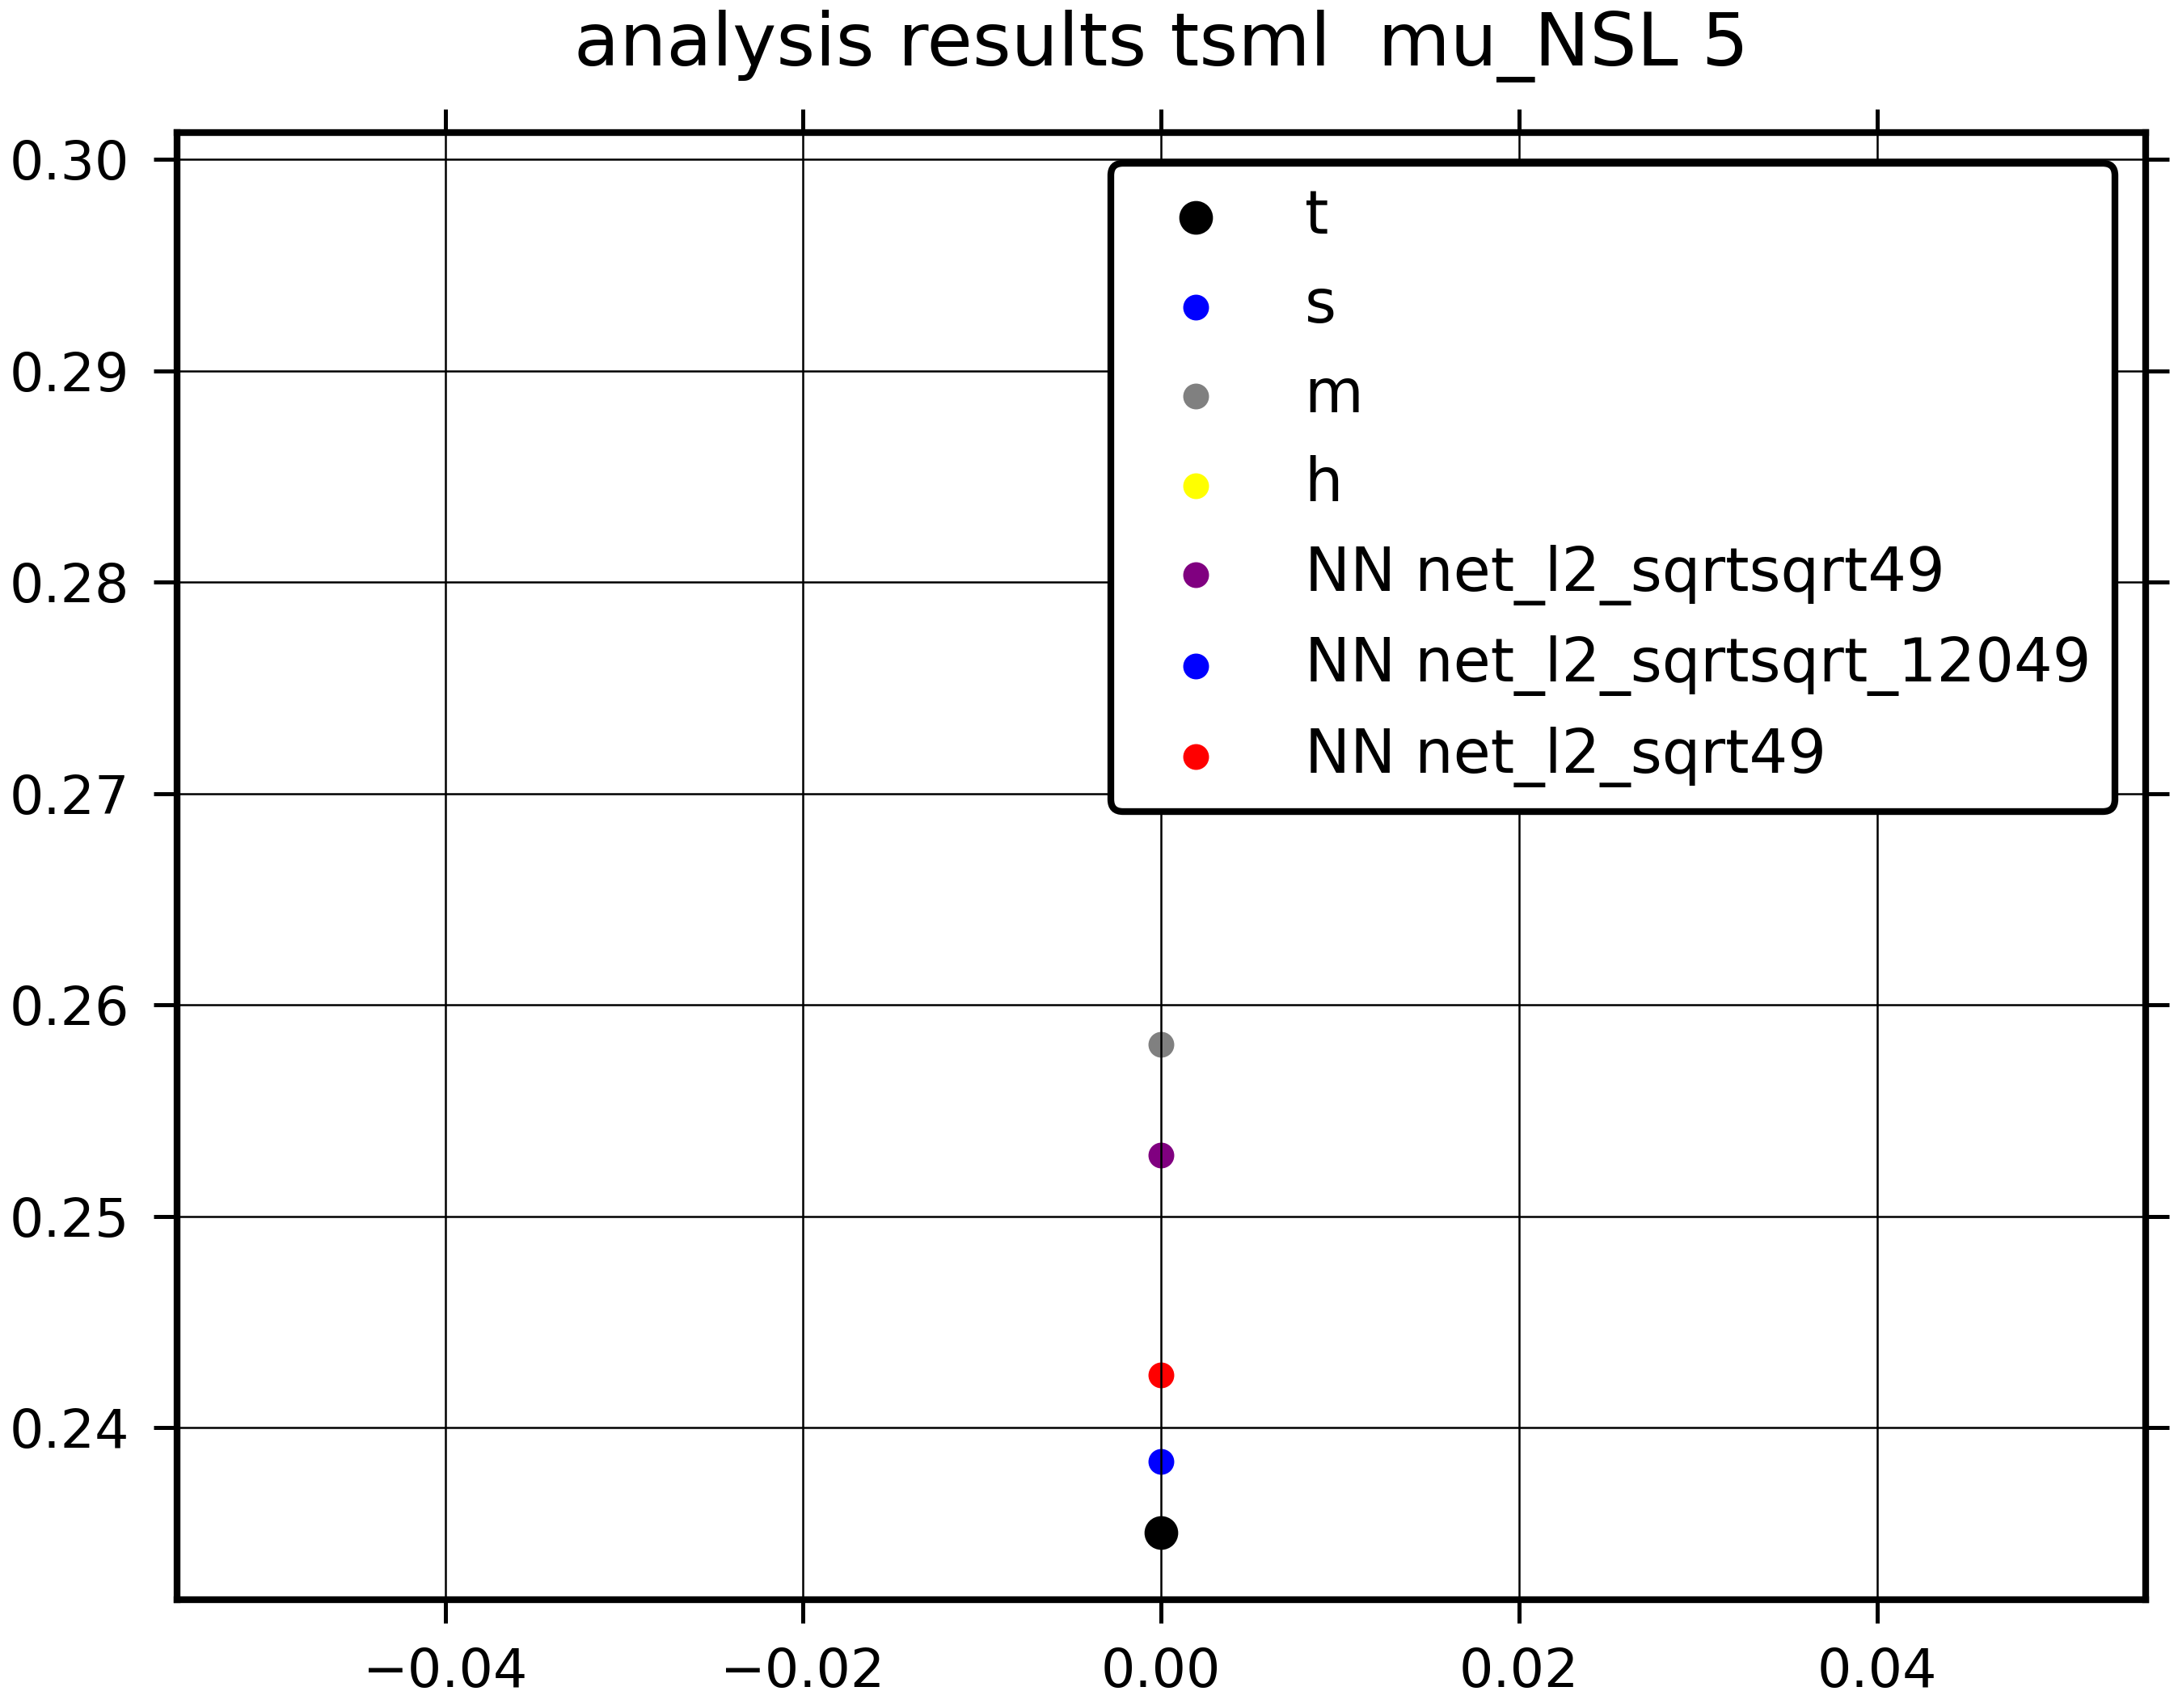 analysis results tsml  mu_NSL 5
0.30
0.29
0.28
0.27
0.26
0.25
0.24
t
s
m
h
NN net_l2_sqrtsqrt49
NN net_l2_sqrtsqrt_12049
NN net_l2_sqrt49
−0.04 −0.02 0.00 0.02 0.04